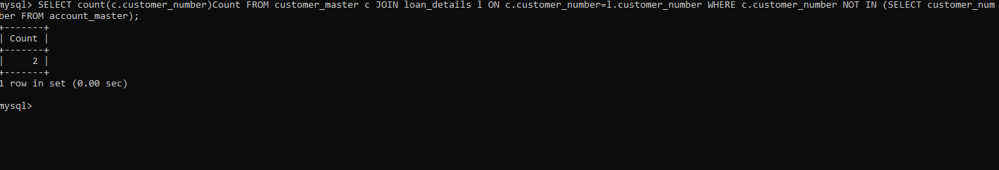 mysql> SELECT count(c.customer_number)Count FROM customer_master c JOIN loan_details l ON c.customer_number=l.customer_number WHERE c.customer_number NOT IN (SELECT customer_num
ber FROM account_master);
+-------+
| Count |
+-------+
|     2 |
+-------+
1 row in set (0.00 sec)
mysql>